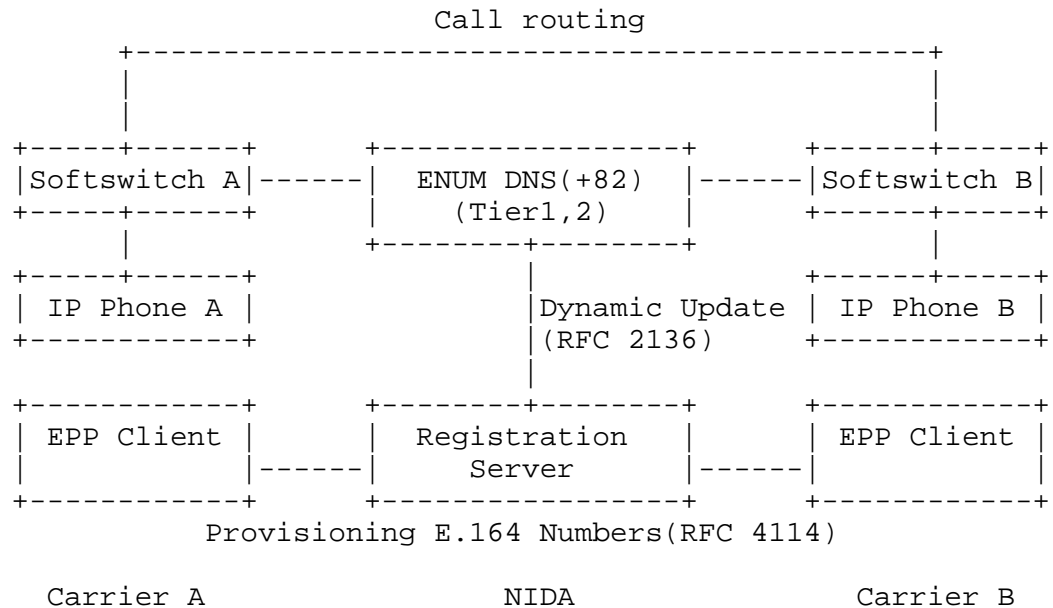 Call routing
Softswitch A ENUM DNS(+82) Softswitch B
(Tier1,2)
IP Phone A Dynamic Update IP Phone B
(RFC 2136)
EPP Client Registration EPP Client
Server
Provisioning E.164 Numbers(RFC 4114)
Carrier A NIDA Carrier B